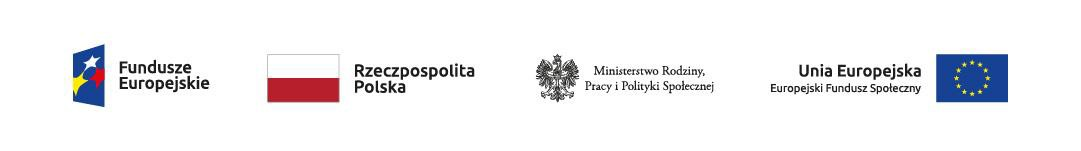 Fundusze
Europejskie
Rzeczpospolita
Polska
Ministerstwo Rodziny,
Pracy i Polityki Społecznej
Unia Europejska
Europejski Fundusz Społeczny